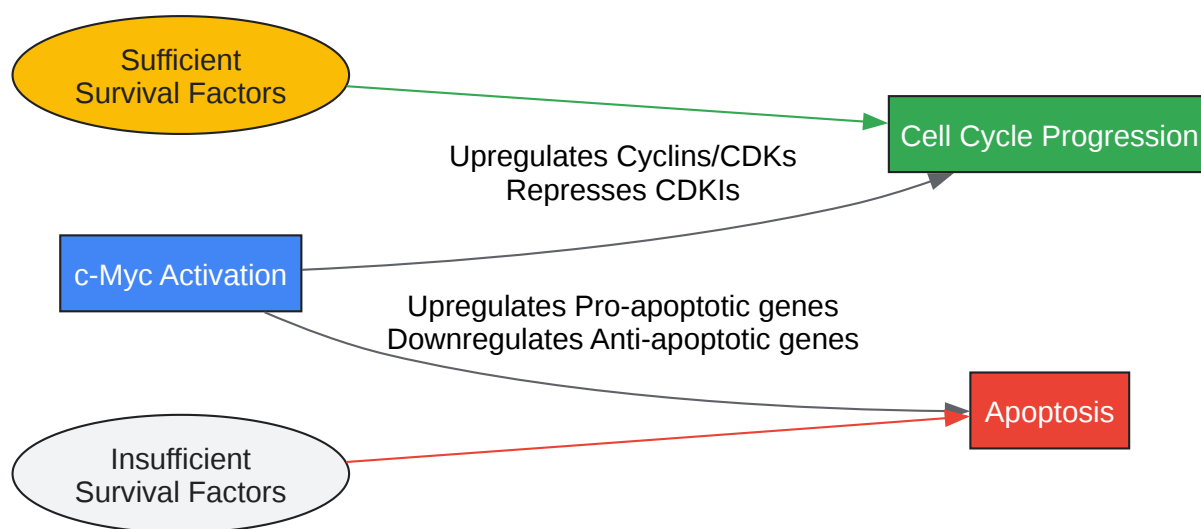 Sufficient
Survival Factors
Cell Cycle Progression
Upregulates Cyclins/CDKs
Represses CDKIs
c-Myc Activation
Upregulates Pro-apoptotic genes
Downregulates Anti-apoptotic genes
Apoptosis
Insufficient
Survival Factors